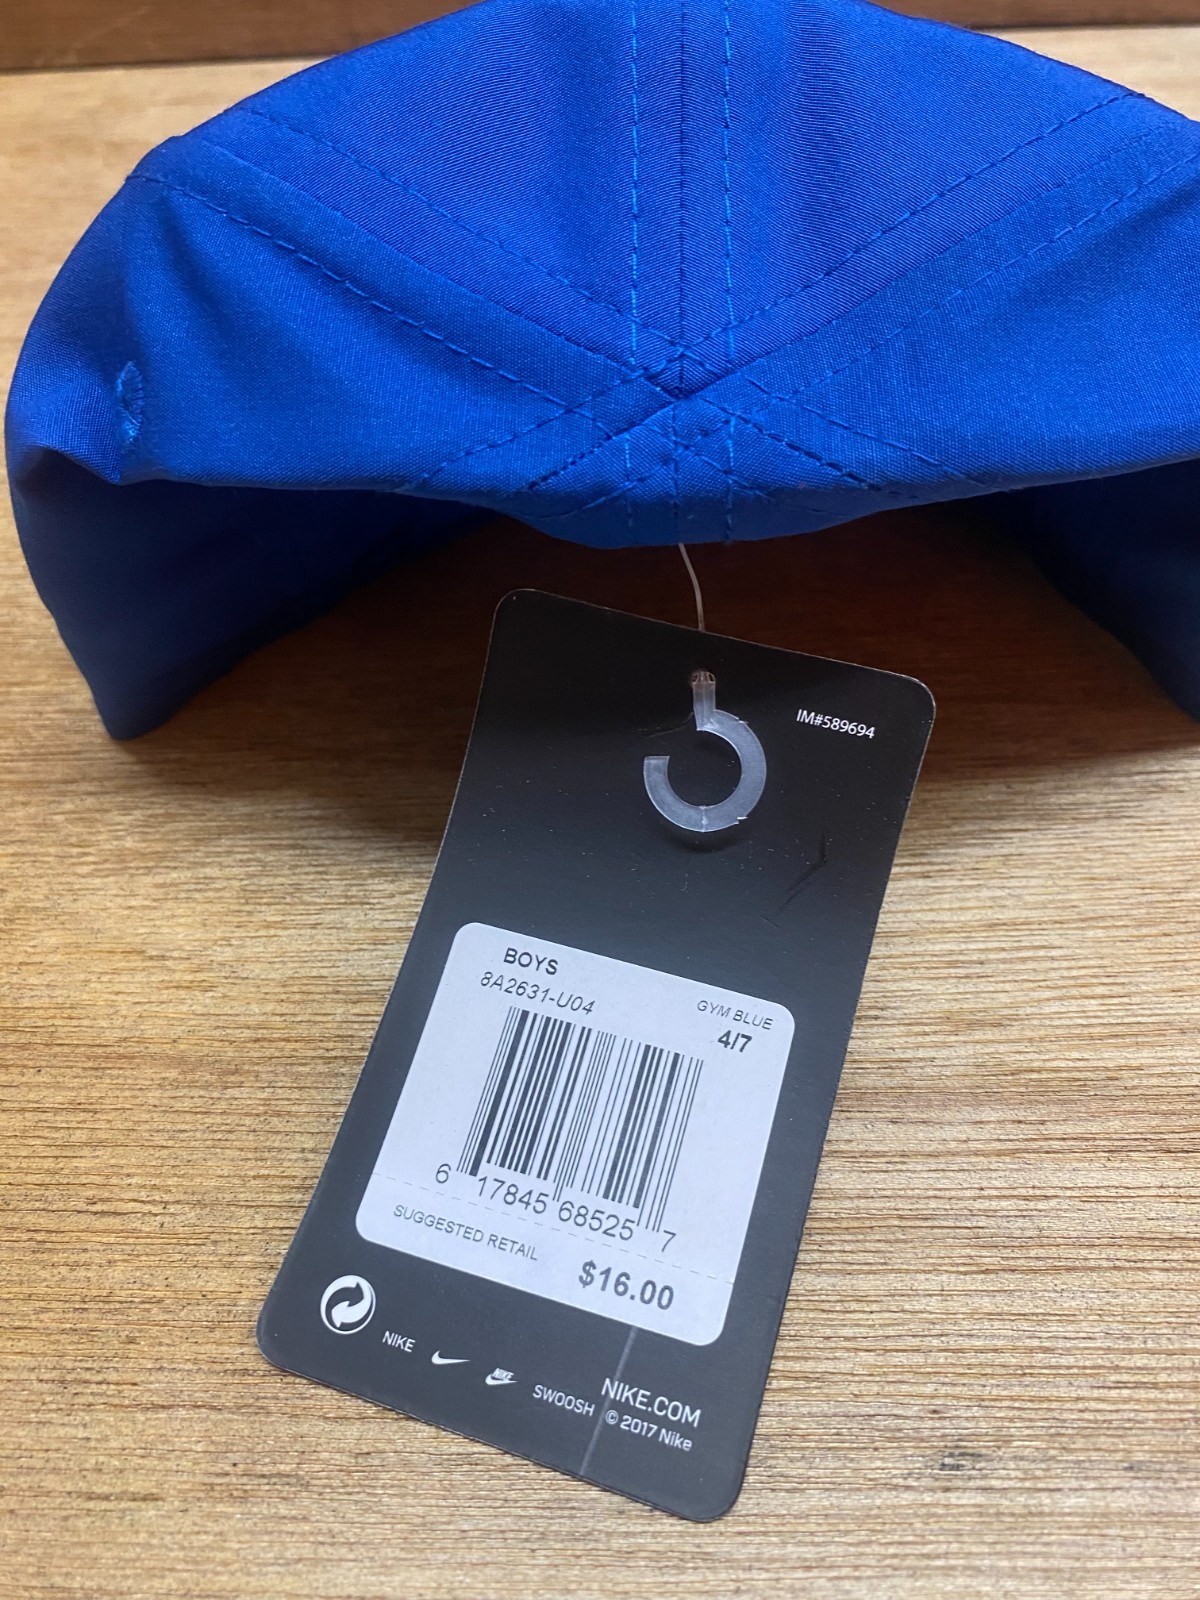 IM#589694
BOYS
8A2631-U04
GYM BLUE
4/7
6 17845 68525 7
SUGGESTED RETAIL
$16.00
NIKE
NIKE
SWOOSH
NIKE.COM
© 2017 Nike